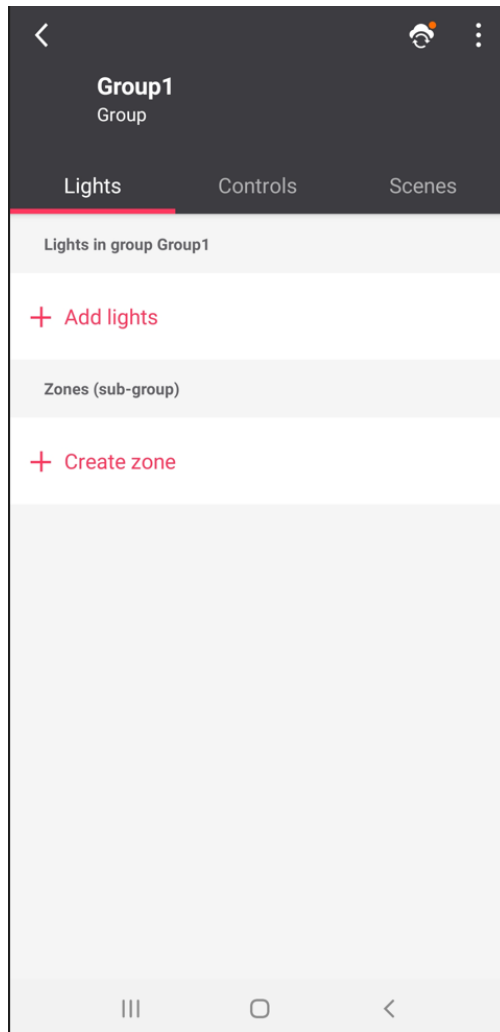 Group1
Group
Lights Controls Scenes
Lights in group Group1
Add lights
Zones (sub-group)
Create zone